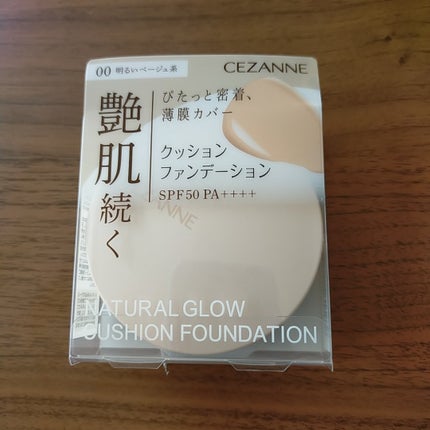 00 明るいベージュ系
CEZANNE
艶肌続く
ぴたっと密着、
薄膜カバー
クッション
ファンデーション
SPF50 PA++++
CEZANNE
NATURAL GLOW
CUSHION FOUNDATION